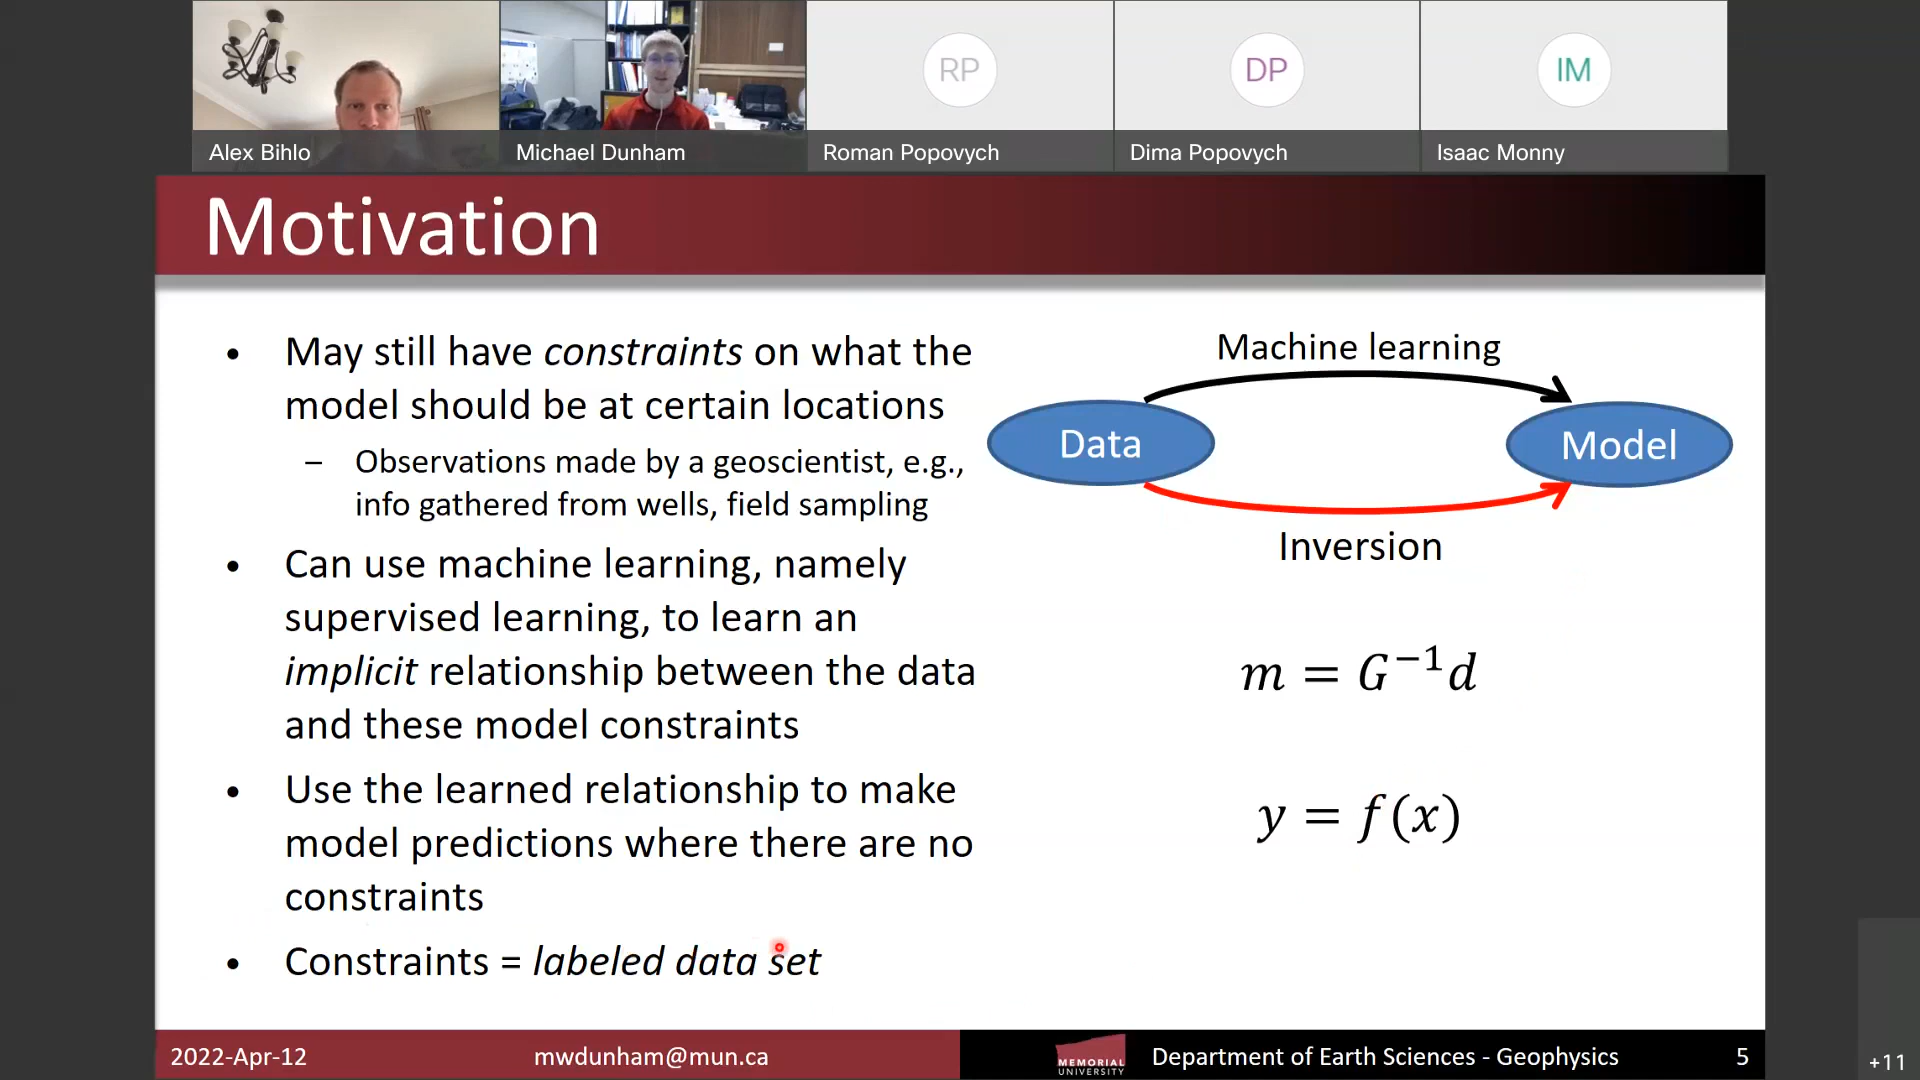 RP
DP
IM
Alex Bihlo
Michael Dunham
Roman Popovych
Dima Popovych
Isaac Monny
Motivation
• May still have constraints on what the
model should be at certain locations
– Observations made by a geoscientist, e.g.,
info gathered from wells, field sampling
• Can use machine learning, namely
supervised learning, to learn an
implicit relationship between the data
and these model constraints
• Use the learned relationship to make
model predictions where there are no
constraints
• Constraints = labeled data set
Machine learning
Data
Model
Inversion
m = G⁻¹d
y = f(x)
2022-Apr-12
mwdunham@mun.ca
MEMORIAL
UNIVERSITY
Department of Earth Sciences - Geophysics
5
+11